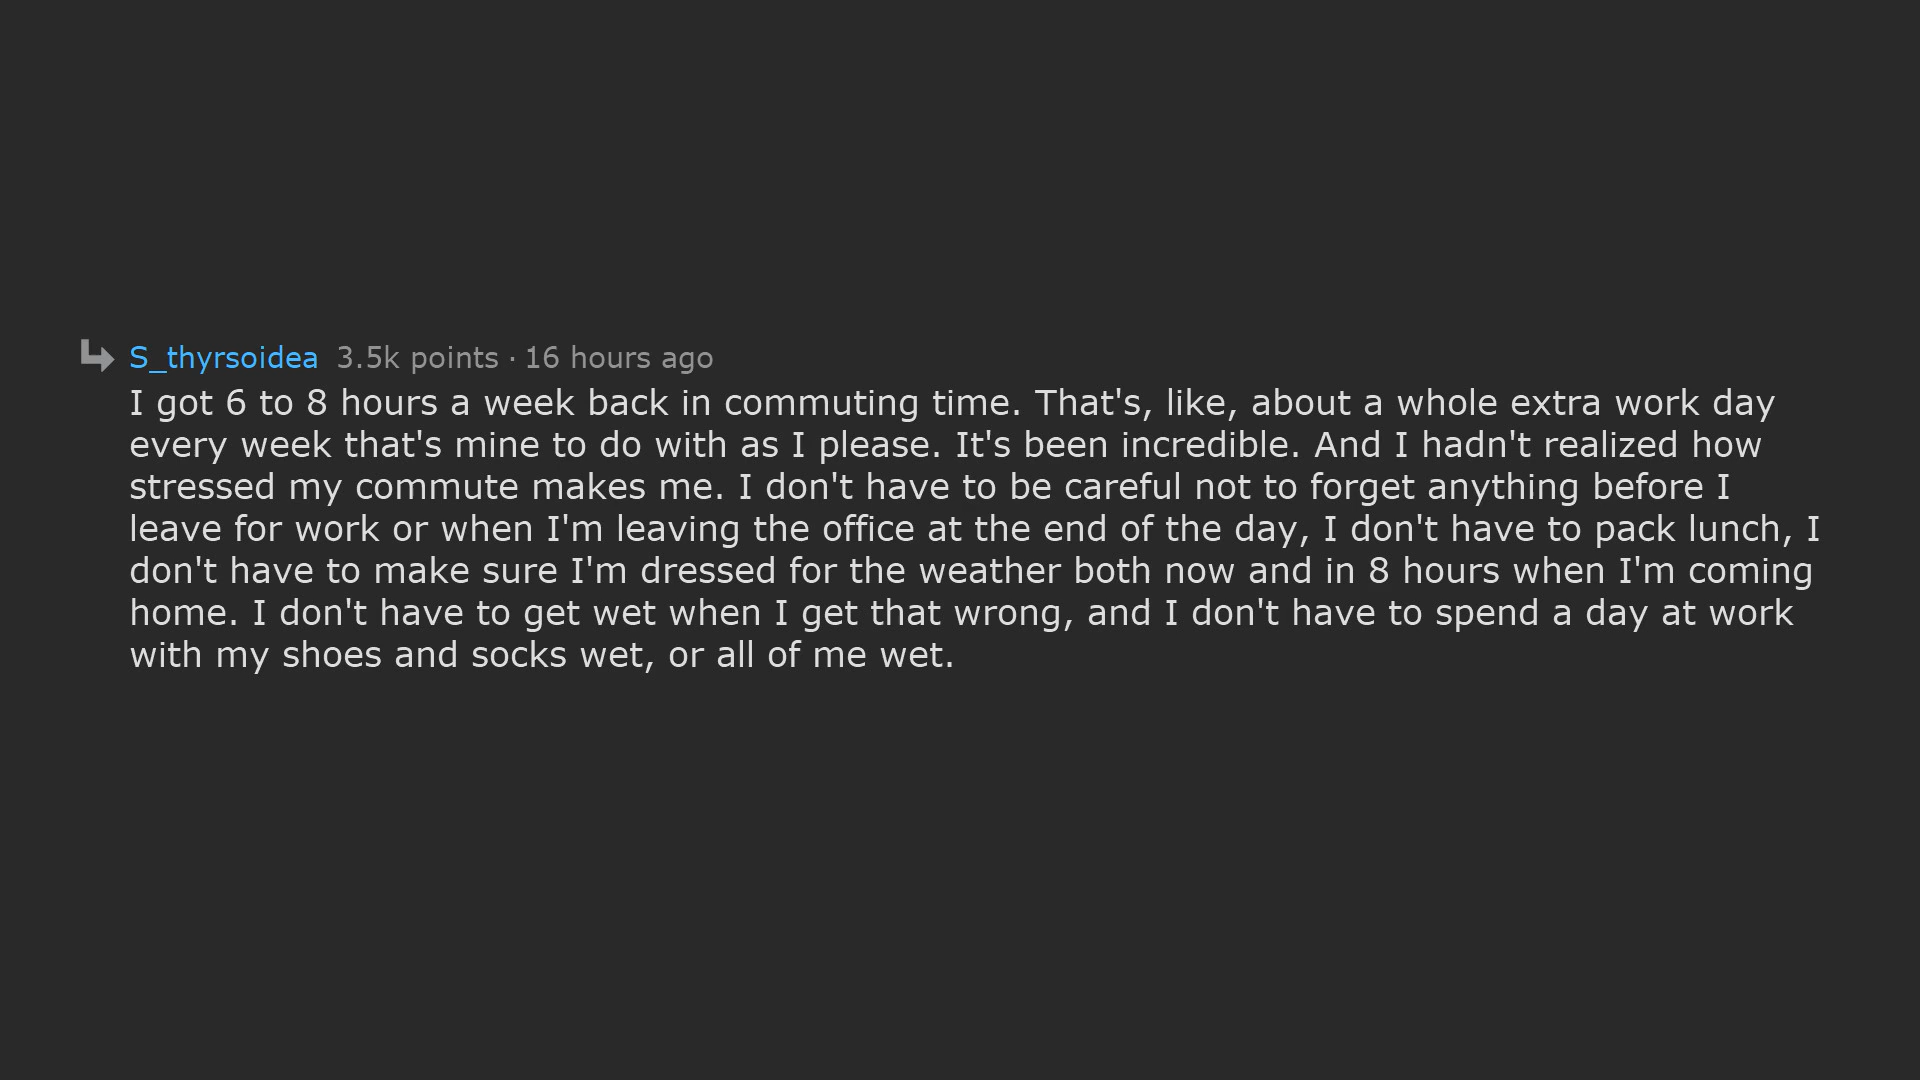 S_thyrsoidea 3.5k points · 16 hours ago
I got 6 to 8 hours a week back in commuting time. That's, like, about a whole extra work day
every week that's mine to do with as I please. It's been incredible. And I hadn't realized how
stressed my commute makes me. I don't have to be careful not to forget anything before I
leave for work or when I'm leaving the office at the end of the day, I don't have to pack lunch, I
don't have to make sure I'm dressed for the weather both now and in 8 hours when I'm coming
home. I don't have to get wet when I get that wrong, and I don't have to spend a day at work
with my shoes and socks wet, or all of me wet.